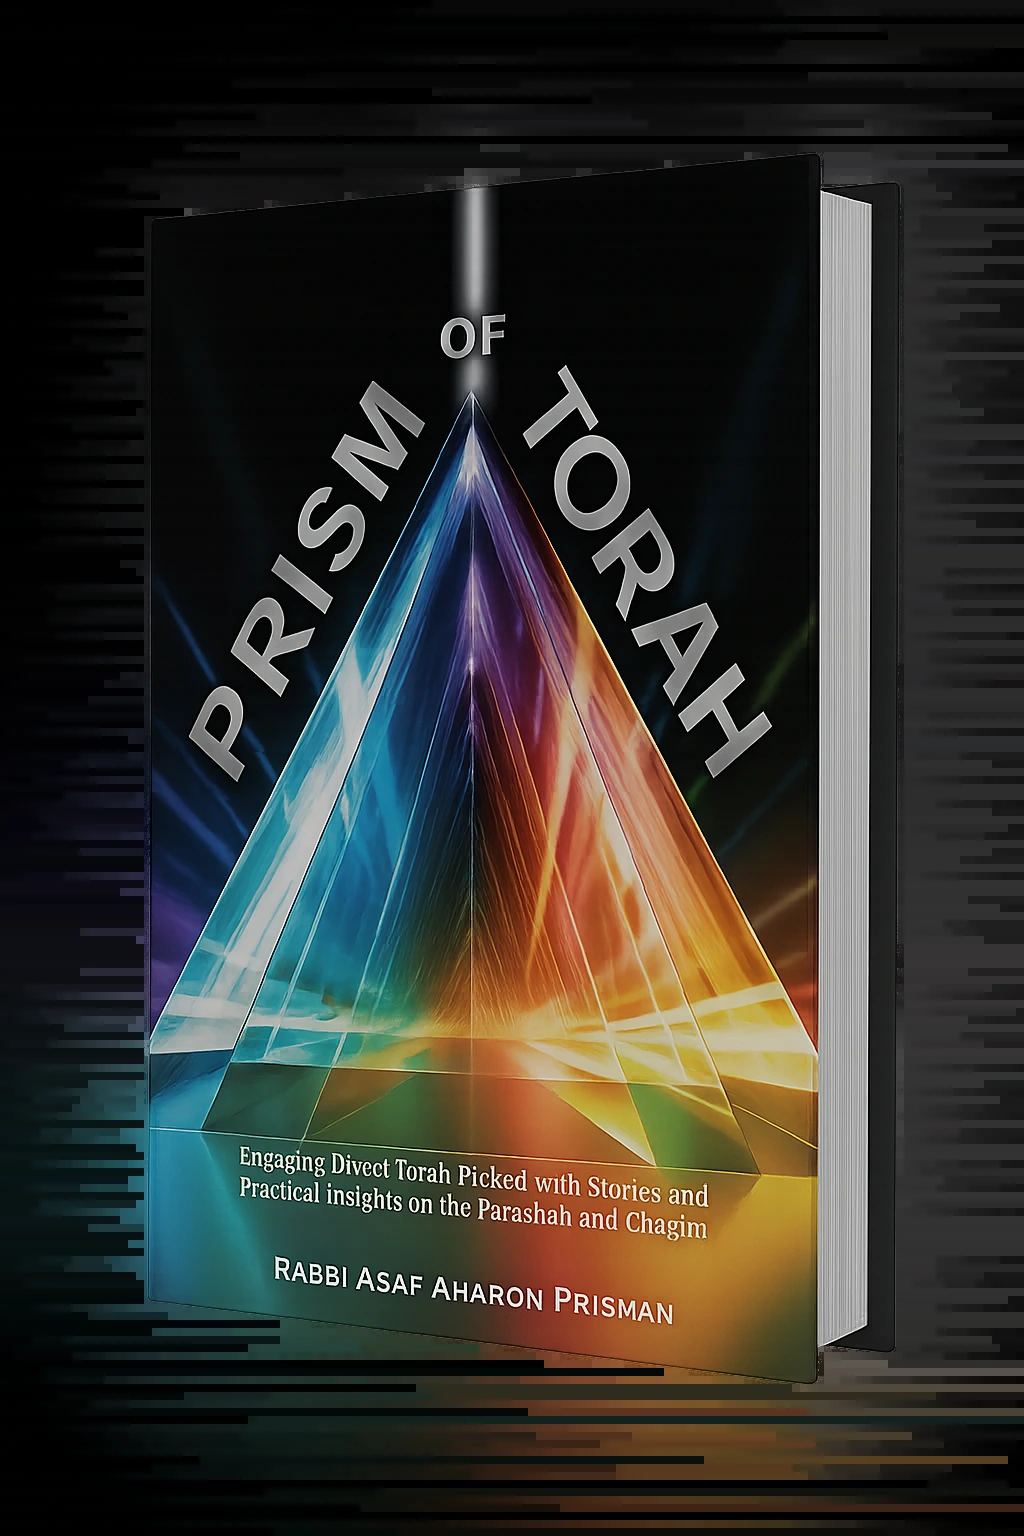 PRISM OF TORAH
Engaging Divect Torah Picked with Stories and
Practical insights on the Parashah and Chagim
RABBI ASAF AHARON PRISMAN